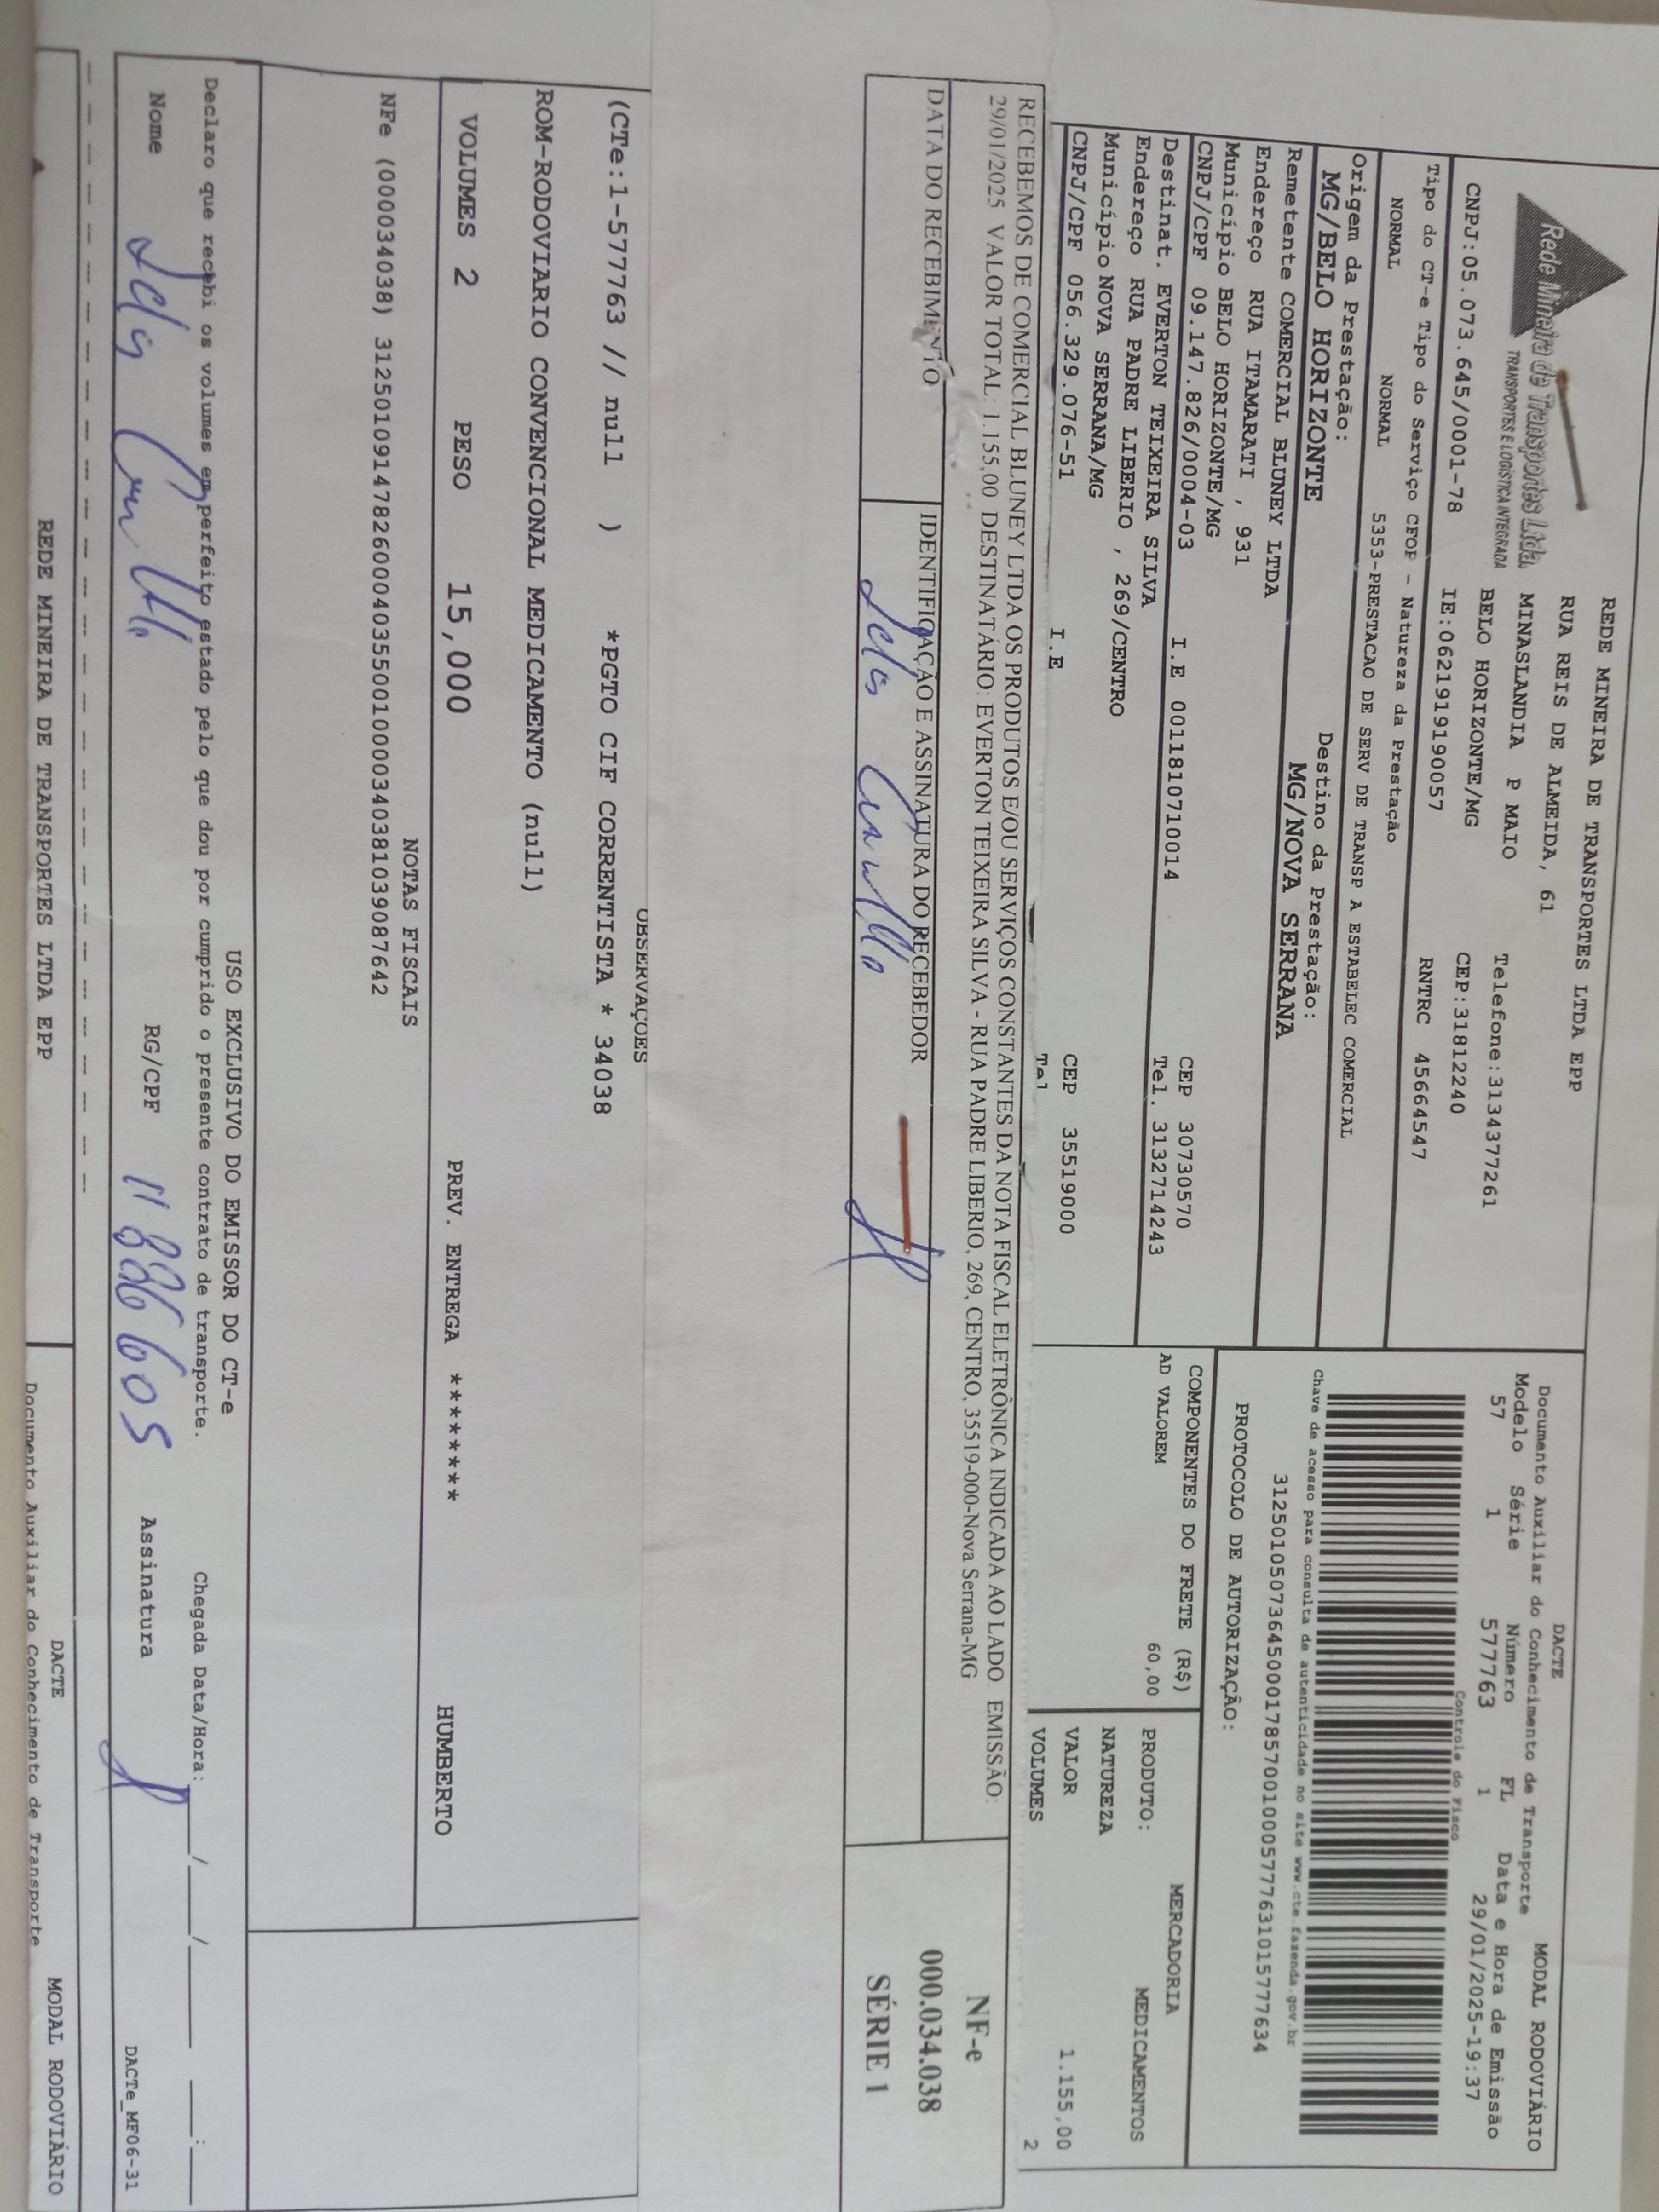 Rede Mineira de Transportes Ltda.
TRANSPORTES E LOGÍSTICA INTEGRADA
REDE MINEIRA DE TRANSPORTES LTDA EPP
RUA REIS DE ALMEIDA, 61
MINASLANDIA P MAIO
BELO HORIZONTE/MG
Telefone:3134377261
CEP:31812240
CNPJ:05.073.645/0001-78
IE:0621919190057
RNTRC 45664547
DACTE
MODAL RODOVIÁRIO
Documento Auxiliar do Conhecimento de Transporte
Modelo Série Número FL Data e Hora de Emissão
57 1 577763 1 29/01/2025-19:37
Controle do Fisco
Tipo do CT-e Tipo do Serviço CFOP - Natureza da Prestação
NORMAL NORMAL 5353-PRESTACAO DE SERV DE TRANSP A ESTABELEC COMERCIAL
Chave de acesso para consulta de autenticidade no site www.cte.fazenda.gov.br
31250105073645000178570010005777631015777634
Origem da Prestação:
MG/BELO HORIZONTE
Destino da Prestação:
MG/NOVA SERRANA
PROTOCOLO DE AUTORIZAÇÃO:
Remetente COMERCIAL BLUNEY LTDA
Endereço RUA ITAMARATI , 931
Município BELO HORIZONTE/MG CEP 30730570
CNPJ/CPF 09.147.826/0004-03 I.E 0011810710014 Tel. 3132714243
Destinat. EVERTON TEIXEIRA SILVA
Endereço RUA PADRE LIBERIO , 269/CENTRO
Município NOVA SERRANA/MG CEP 35519000
CNPJ/CPF 056.329.076-51 I.E Tel
COMPONENTES DO FRETE (R$)
AD VALOREM 60,00
MERCADORIA
PRODUTO: MEDICAMENTOS
NATUREZA
VALOR 1.155,00
VOLUMES 2
RECEBEMOS DE COMERCIAL BLUNEY LTDA OS PRODUTOS E/OU SERVIÇOS CONSTANTES DA NOTA FISCAL ELETRÔNICA INDICADA AO LADO. EMISSÃO:
29/01/2025 VALOR TOTAL: 1.155,00 DESTINATÁRIO: EVERTON TEIXEIRA SILVA - RUA PADRE LIBERIO, 269, CENTRO, 35519-000-Nova Serrana-MG
DATA DO RECEBIMENTO
IDENTIFICAÇÃO E ASSINATURA DO RECEBEDOR
NF-e
000.034.038
SÉRIE 1
OBSERVAÇOES
(CTe:1-577763 // null ) *PGTO CIF CORRENTISTA * 34038
ROM-RODOVIARIO CONVENCIONAL MEDICAMENTO (null)
VOLUMES 2 PESO 15,000 PREV. ENTREGA ******** HUMBERTO
NOTAS FISCAIS
NFe (000034038) 31250109147826000403550010000340381039087642
USO EXCLUSIVO DO EMISSOR DO CT-e
Declaro que recebi os volumes em perfeito estado pelo que dou por cumprido o presente contrato de transporte.
Chegada Data/Hora: ___/___/_____ ___:___
Nome RG/CPF 11886605 Assinatura
DACTe_MF06-31
REDE MINEIRA DE TRANSPORTES LTDA EPP
DACTE
MODAL RODOVIÁRIO
Documento Auxiliar do Conhecimento de Transporte